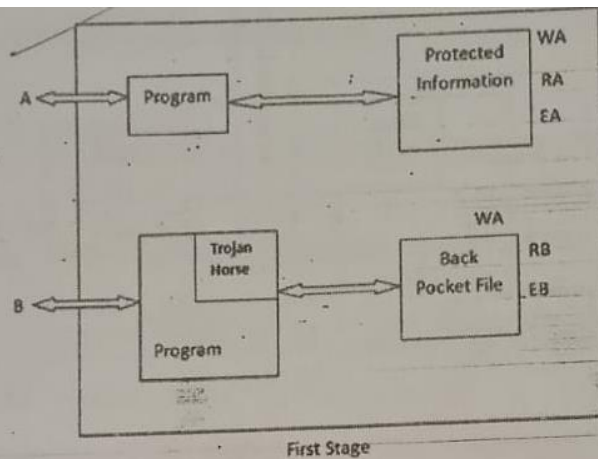 WA
Protected
Information
RA
EA
A
Program
Trojan
Horse
WA
Back
Pocket File
RB
EB
B
Program
First Stage